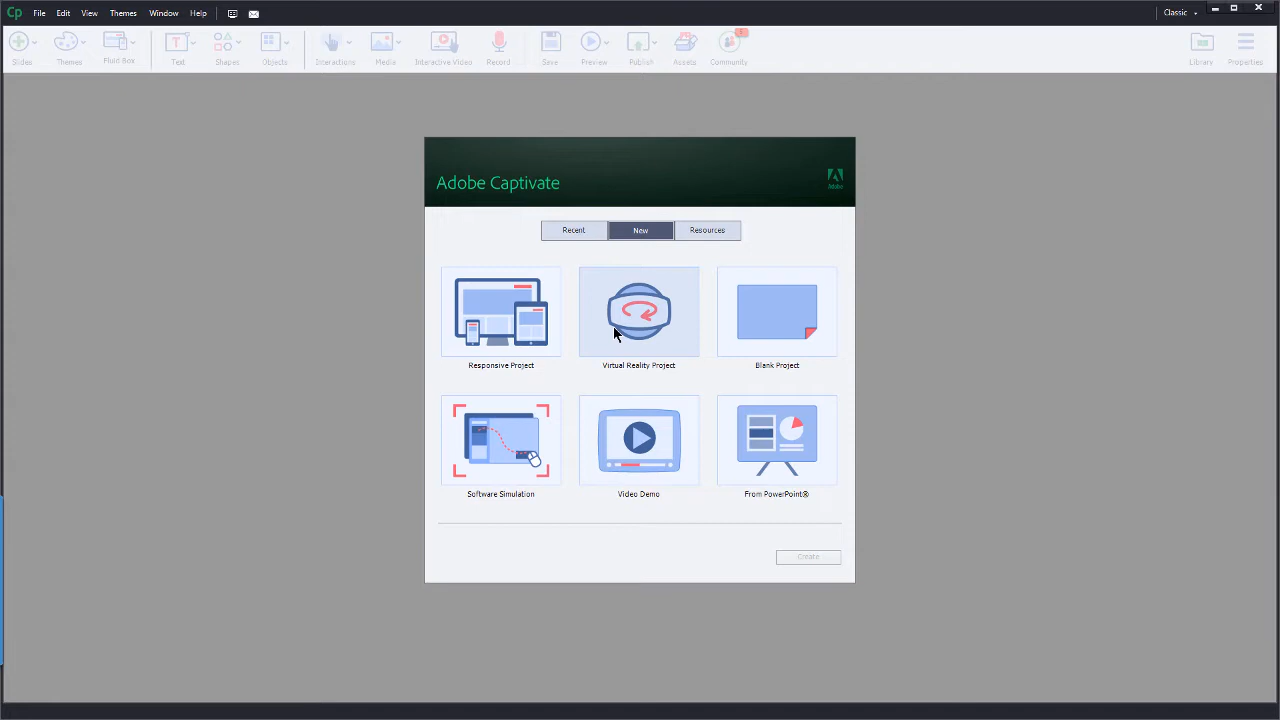 Cp File Edit View Themes Window Help Classic
Slides Themes Fluid Box Text Shapes Objects Interactions Media Interactive Video Record Save Preview Publish Assets Community Library Properties
Adobe Captivate
Adobe
Recent New Resources
Responsive Project Virtual Reality Project Blank Project
Software Simulation Video Demo From PowerPoint®
Create